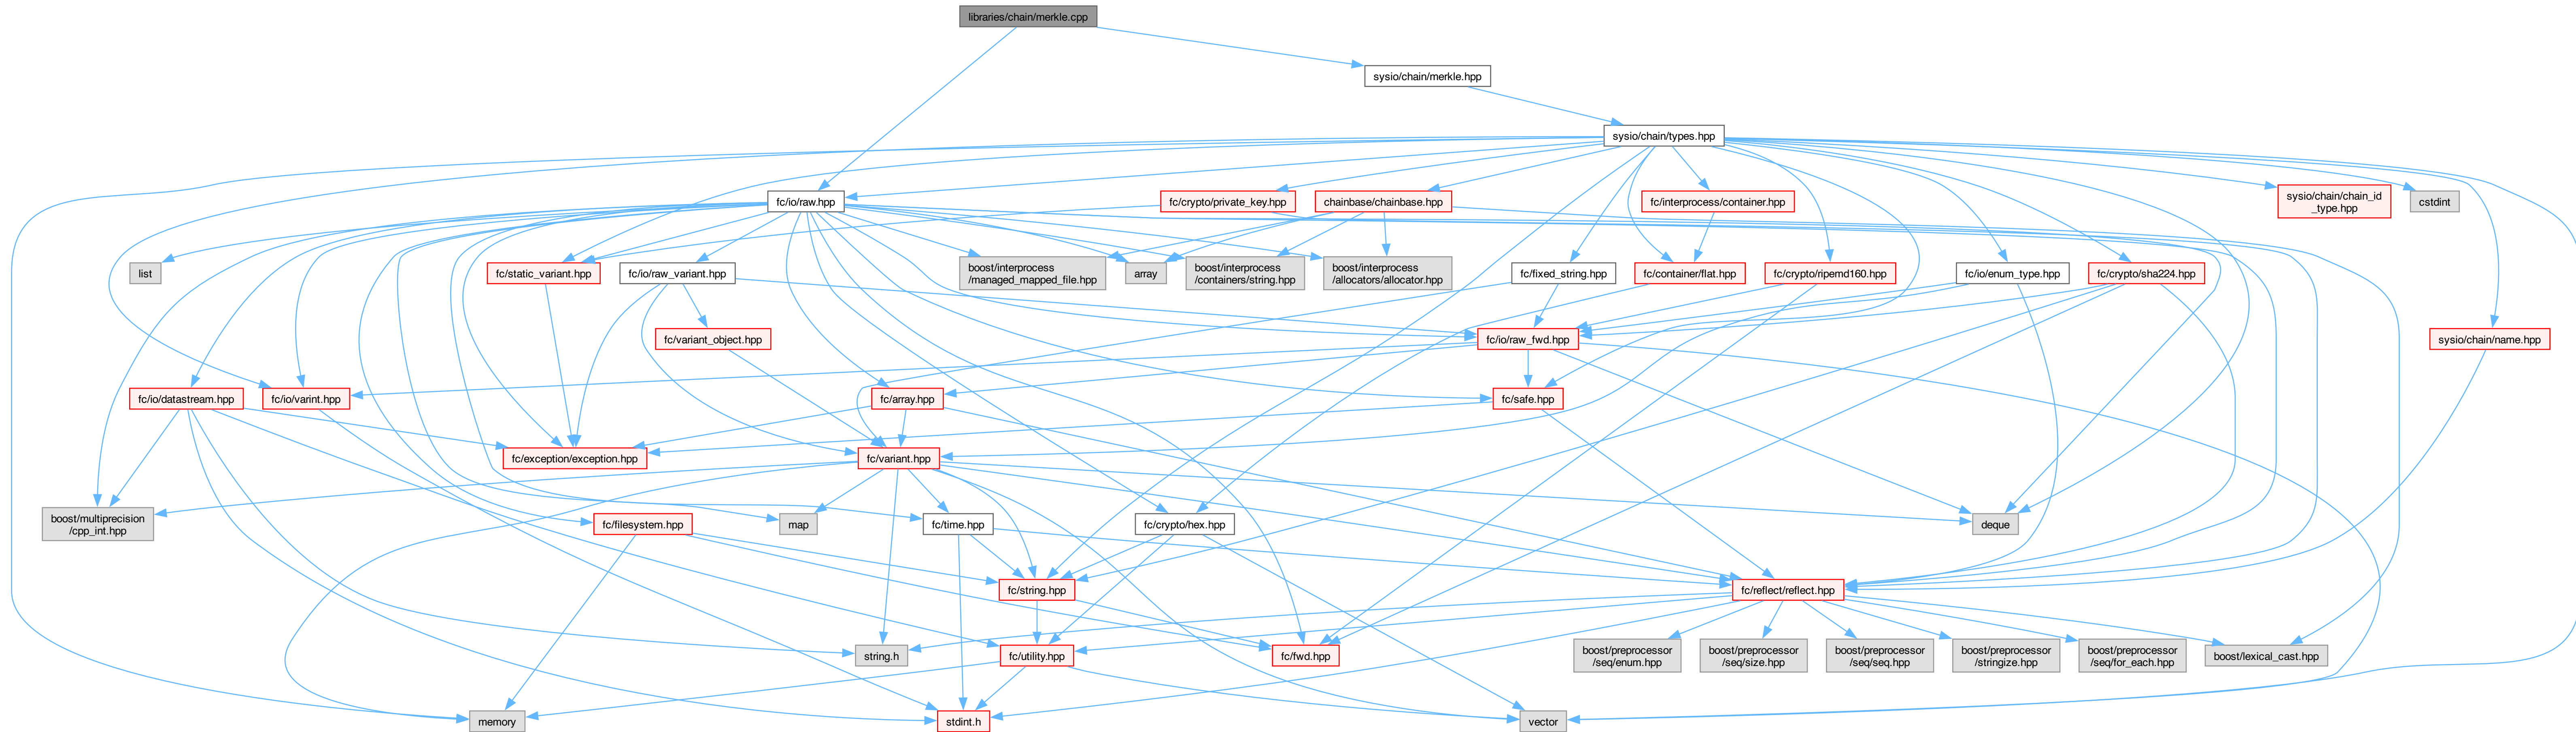 libraries/chain/merkle.cpp
sysio/chain/merkle.hpp
sysio/chain/types.hpp
fc/io/raw.hpp
fc/crypto/private_key.hpp
chainbase/chainbase.hpp
fc/interprocess/container.hpp
sysio/chain/chain_id
_type.hpp
cstdint
list
fc/static_variant.hpp
fc/io/raw_variant.hpp
boost/interprocess
/managed_mapped_file.hpp
array
boost/interprocess
/containers/string.hpp
boost/interprocess
/allocators/allocator.hpp
fc/fixed_string.hpp
fc/container/flat.hpp
fc/crypto/ripemd160.hpp
fc/io/enum_type.hpp
fc/crypto/sha224.hpp
fc/variant_object.hpp
fc/io/raw_fwd.hpp
sysio/chain/name.hpp
fc/io/datastream.hpp
fc/io/varint.hpp
fc/array.hpp
fc/safe.hpp
fc/exception/exception.hpp
fc/variant.hpp
boost/multiprecision
/cpp_int.hpp
fc/filesystem.hpp
map
fc/time.hpp
fc/crypto/hex.hpp
deque
fc/string.hpp
fc/reflect/reflect.hpp
string.h
fc/utility.hpp
fc/fwd.hpp
boost/preprocessor
/seq/enum.hpp
boost/preprocessor
/seq/size.hpp
boost/preprocessor
/seq/seq.hpp
boost/preprocessor
/stringize.hpp
boost/preprocessor
/seq/for_each.hpp
boost/lexical_cast.hpp
memory
stdint.h
vector